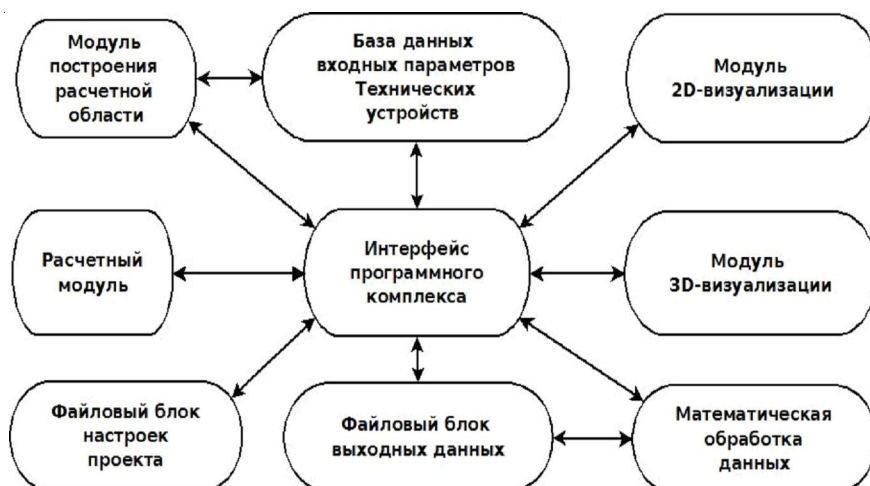 Модуль
построения
расчетной
области
База данных
входных параметров
Технических
устройств
Модуль
2D-визуализации
Расчетный
модуль
Интерфейс
программного
комплекса
Модуль
3D-визуализации
Файловый блок
настроек
проекта
Файловый блок
выходных данных
Математическая
обработка
данных